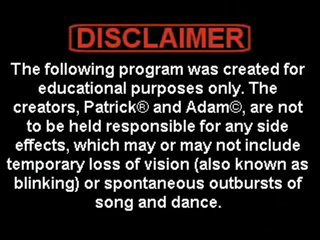 DISCLAIMER
The following program was created for
educational purposes only. The
creators, Patrick® and Adam©, are not
to be held responsible for any side
effects, which may or may not include
temporary loss of vision (also known as
blinking) or spontaneous outbursts of
song and dance.